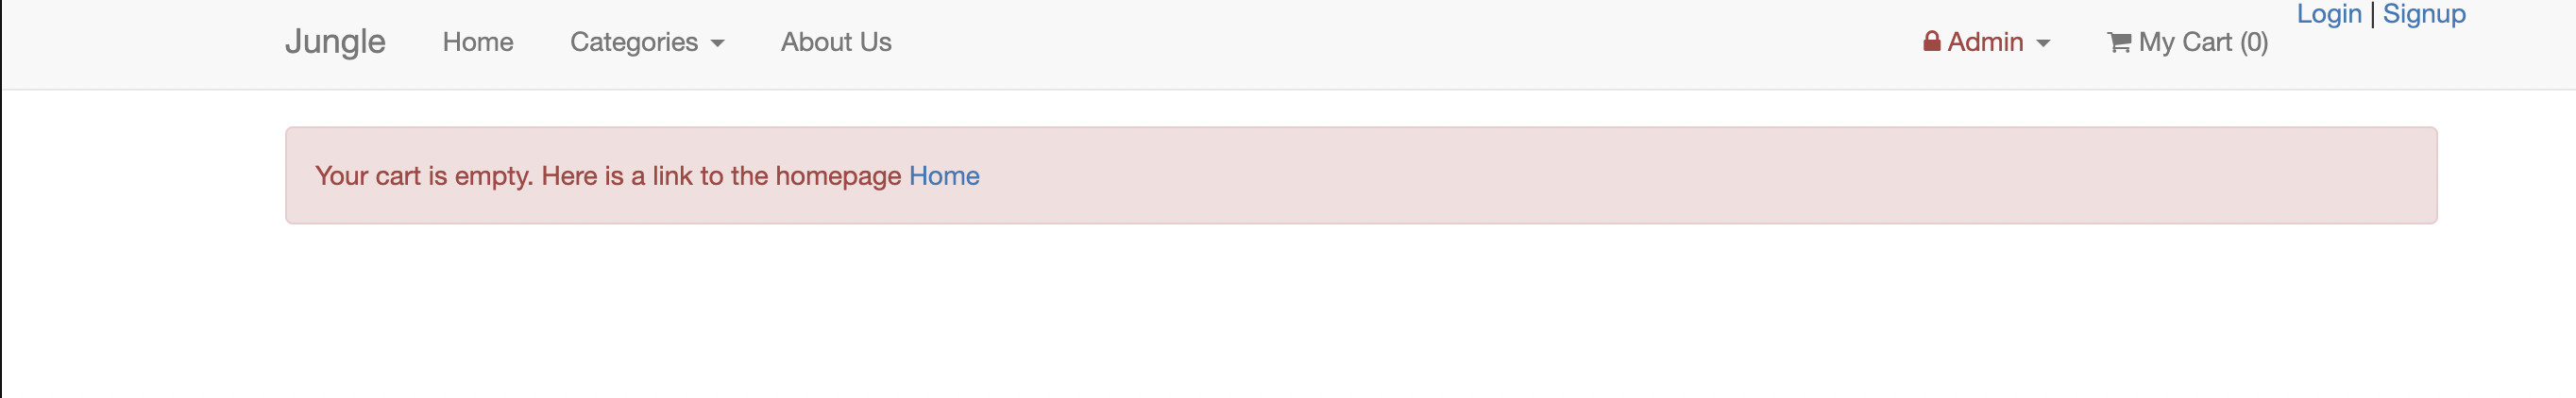 Login | Signup
Jungle Home Categories About Us Admin My Cart (0)
Your cart is empty. Here is a link to the homepage Home